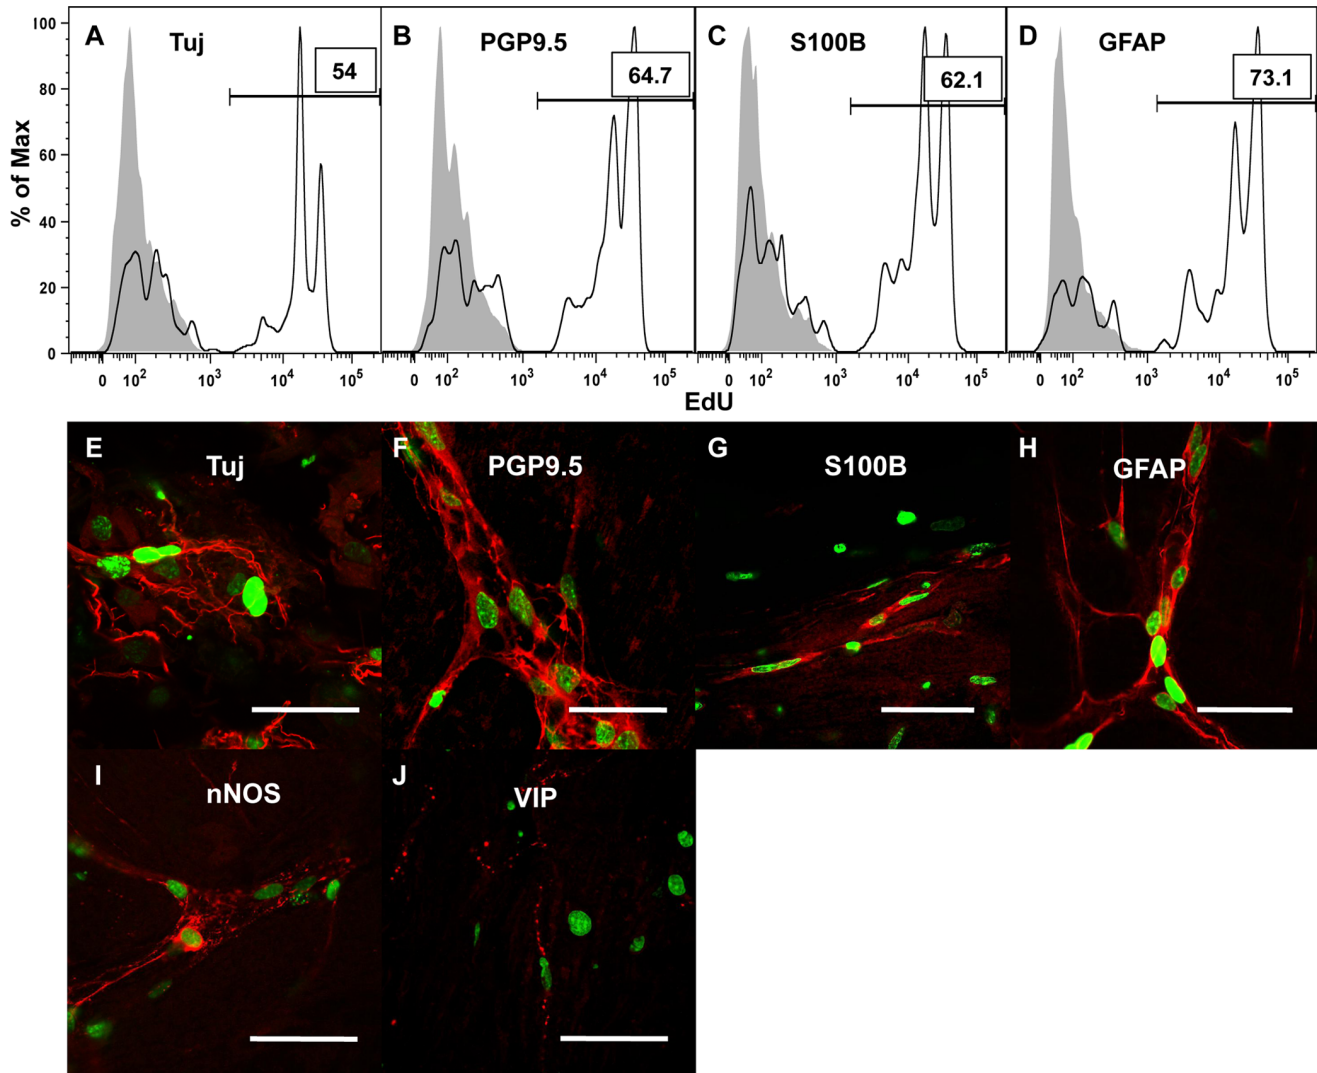 A Tuj 54
B PGP9.5 64.7
C S100B 62.1
D GFAP 73.1
% of Max
100
80
60
40
20
0
0 10² 10³ 10⁴ 10⁵
0 10² 10³ 10⁴ 10⁵
0 10² 10³ 10⁴ 10⁵
0 10² 10³ 10⁴ 10⁵
EdU
E Tuj
F PGP9.5
G S100B
H GFAP
I nNOS
J VIP